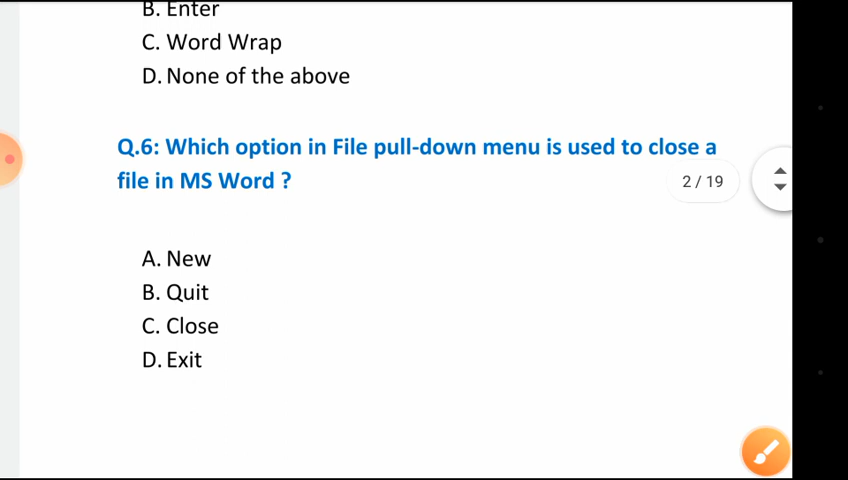 B. Enter
C. Word Wrap
D. None of the above
Q.6: Which option in File pull-down menu is used to close a
file in MS Word ?
2 / 19
A. New
B. Quit
C. Close
D. Exit